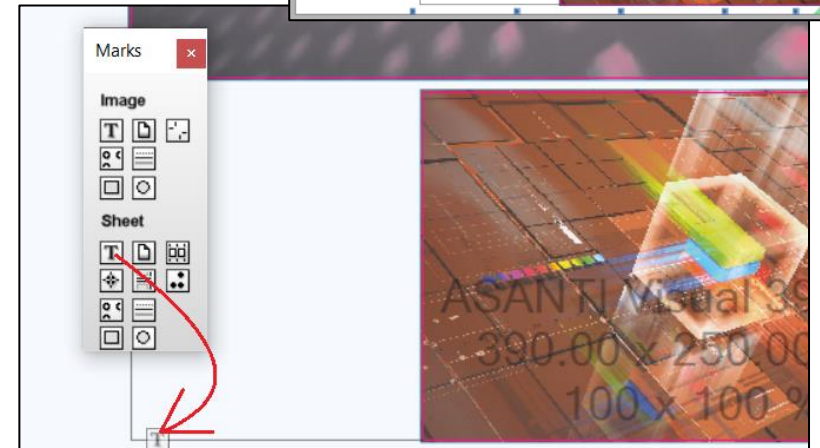 Marks
Image
T
Sheet
T
ASANTI Visual 39
390.00 x 250.00
100 x 100 %
T